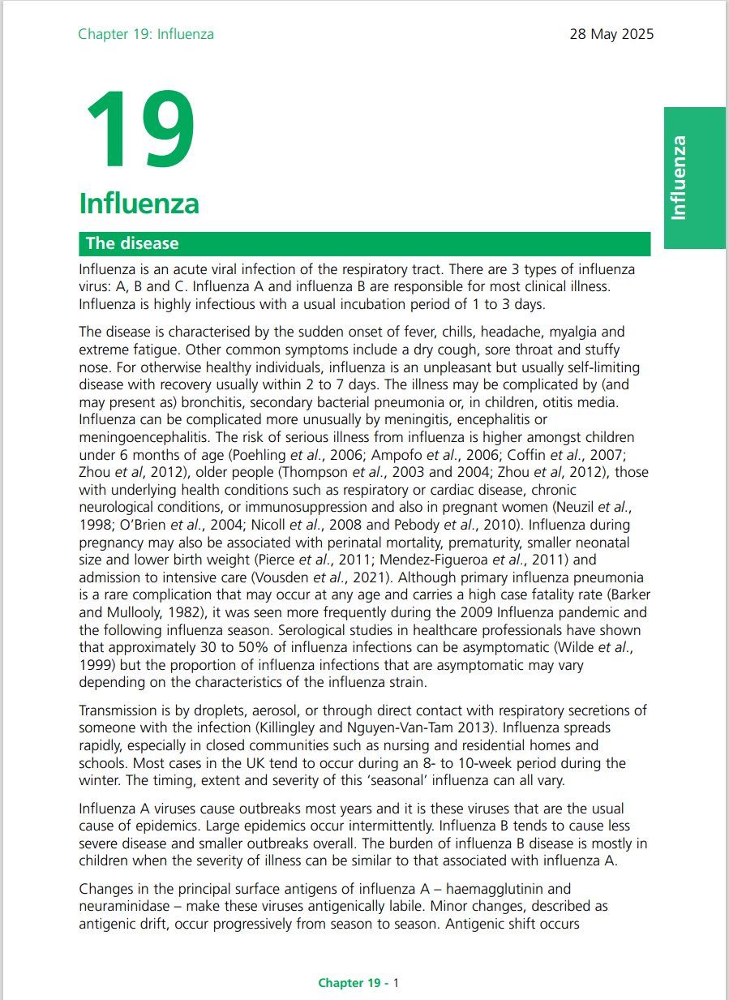 Chapter 19: Influenza
28 May 2025
19
Influenza
Influenza
The disease
Influenza is an acute viral infection of the respiratory tract. There are 3 types of influenza
virus: A, B and C. Influenza A and influenza B are responsible for most clinical illness.
Influenza is highly infectious with a usual incubation period of 1 to 3 days.
The disease is characterised by the sudden onset of fever, chills, headache, myalgia and
extreme fatigue. Other common symptoms include a dry cough, sore throat and stuffy
nose. For otherwise healthy individuals, influenza is an unpleasant but usually self-limiting
disease with recovery usually within 2 to 7 days. The illness may be complicated by (and
may present as) bronchitis, secondary bacterial pneumonia or, in children, otitis media.
Influenza can be complicated more unusually by meningitis, encephalitis or
meningoencephalitis. The risk of serious illness from influenza is higher amongst children
under 6 months of age (Poehling et al., 2006; Ampofo et al., 2006; Coffin et al., 2007;
Zhou et al, 2012), older people (Thompson et al., 2003 and 2004; Zhou et al, 2012), those
with underlying health conditions such as respiratory or cardiac disease, chronic
neurological conditions, or immunosuppression and also in pregnant women (Neuzil et al.,
1998; O’Brien et al., 2004; Nicoll et al., 2008 and Pebody et al., 2010). Influenza during
pregnancy may also be associated with perinatal mortality, prematurity, smaller neonatal
size and lower birth weight (Pierce et al., 2011; Mendez-Figueroa et al., 2011) and
admission to intensive care (Vousden et al., 2021). Although primary influenza pneumonia
is a rare complication that may occur at any age and carries a high case fatality rate (Barker
and Mullooly, 1982), it was seen more frequently during the 2009 Influenza pandemic and
the following influenza season. Serological studies in healthcare professionals have shown
that approximately 30 to 50% of influenza infections can be asymptomatic (Wilde et al.,
1999) but the proportion of influenza infections that are asymptomatic may vary
depending on the characteristics of the influenza strain.
Transmission is by droplets, aerosol, or through direct contact with respiratory secretions of
someone with the infection (Killingley and Nguyen-Van-Tam 2013). Influenza spreads
rapidly, especially in closed communities such as nursing and residential homes and
schools. Most cases in the UK tend to occur during an 8- to 10-week period during the
winter. The timing, extent and severity of this ‘seasonal’ influenza can all vary.
Influenza A viruses cause outbreaks most years and it is these viruses that are the usual
cause of epidemics. Large epidemics occur intermittently. Influenza B tends to cause less
severe disease and smaller outbreaks overall. The burden of influenza B disease is mostly in
children when the severity of illness can be similar to that associated with influenza A.
Changes in the principal surface antigens of influenza A – haemagglutinin and
neuraminidase – make these viruses antigenically labile. Minor changes, described as
antigenic drift, occur progressively from season to season. Antigenic shift occurs
Chapter 19 - 1